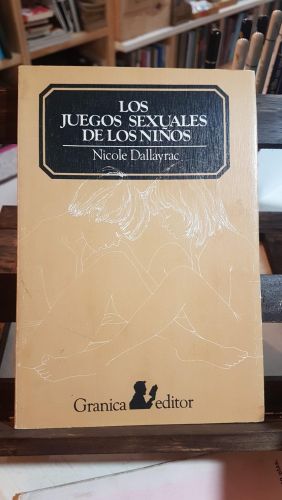 LOS
JUEGOS SEXUALES
DE LOS NIÑOS
Nicole Dallayrac
Granica editor